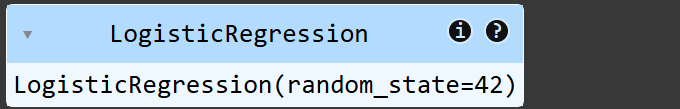 ▾ LogisticRegression i ?
LogisticRegression(random_state=42)